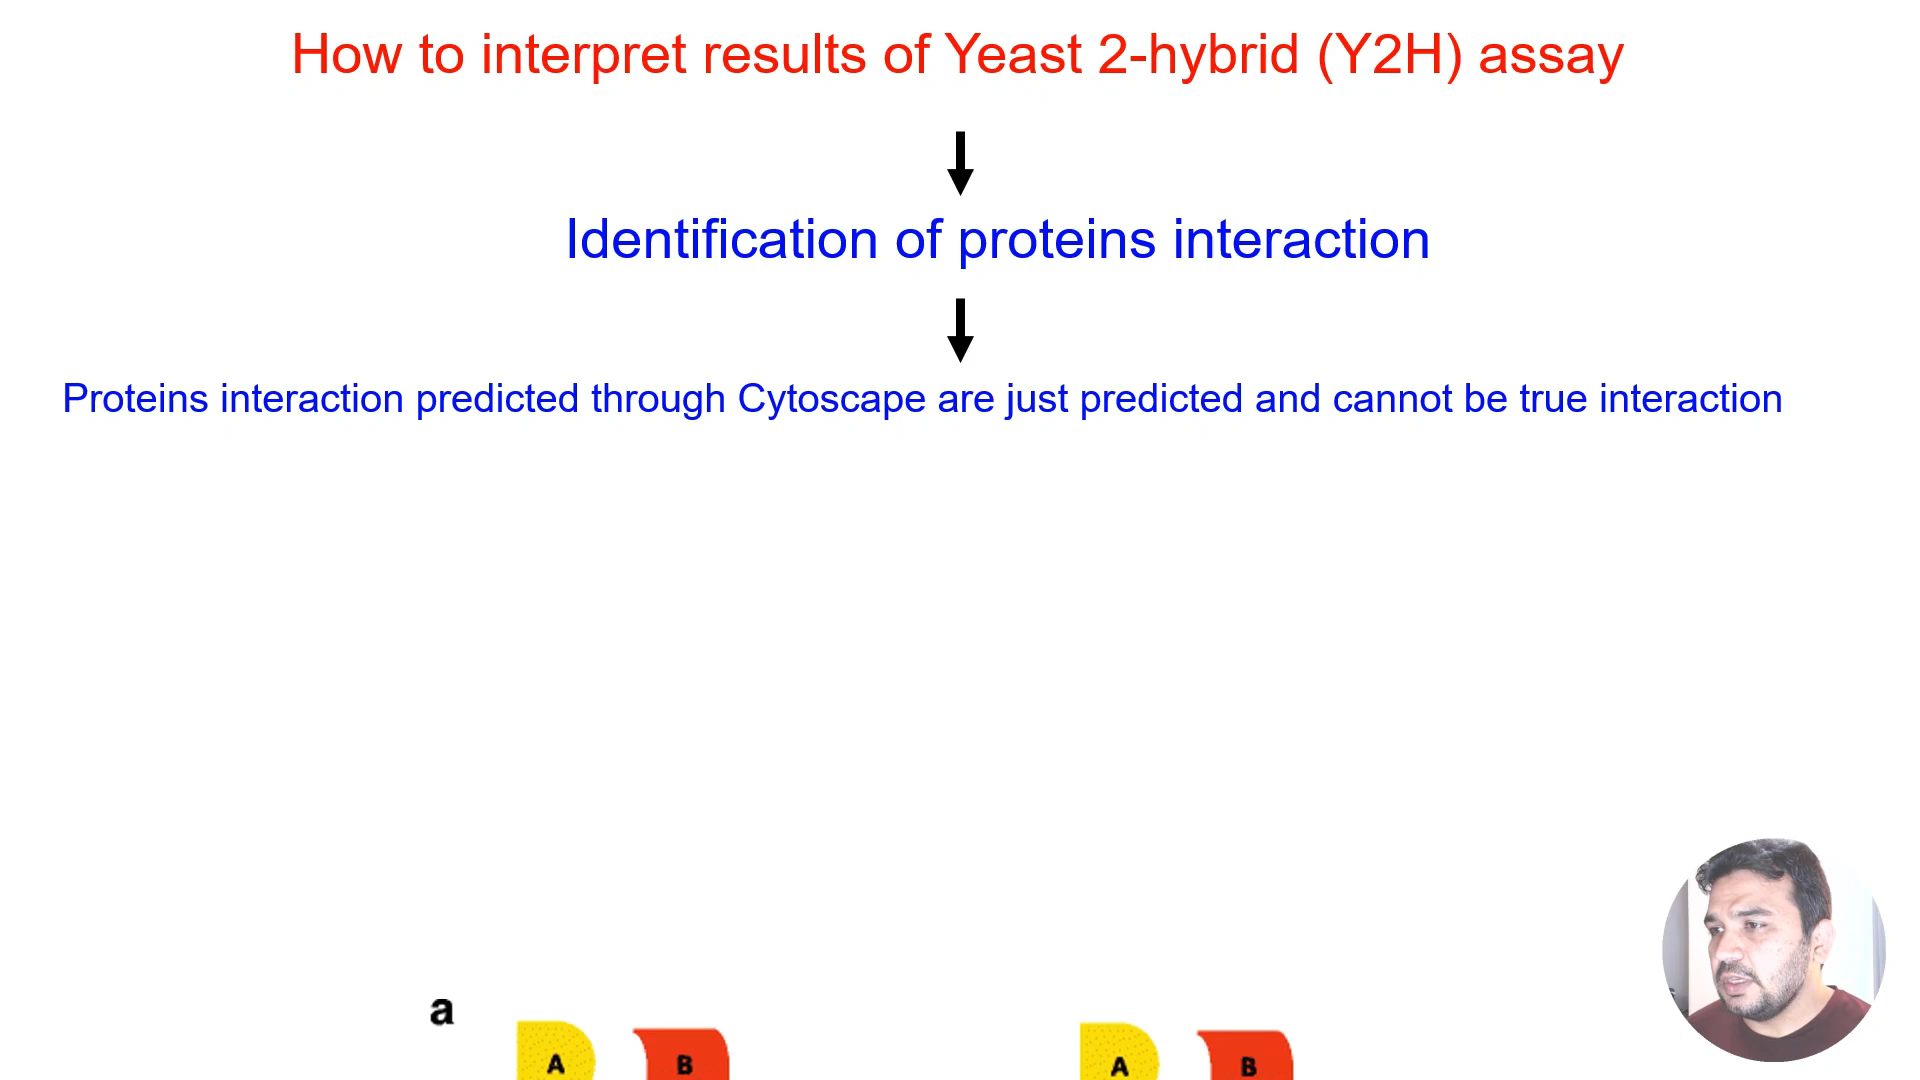 How to interpret results of Yeast 2-hybrid (Y2H) assay
Identification of proteins interaction
Proteins interaction predicted through Cytoscape are just predicted and cannot be true interaction
a
A B A B